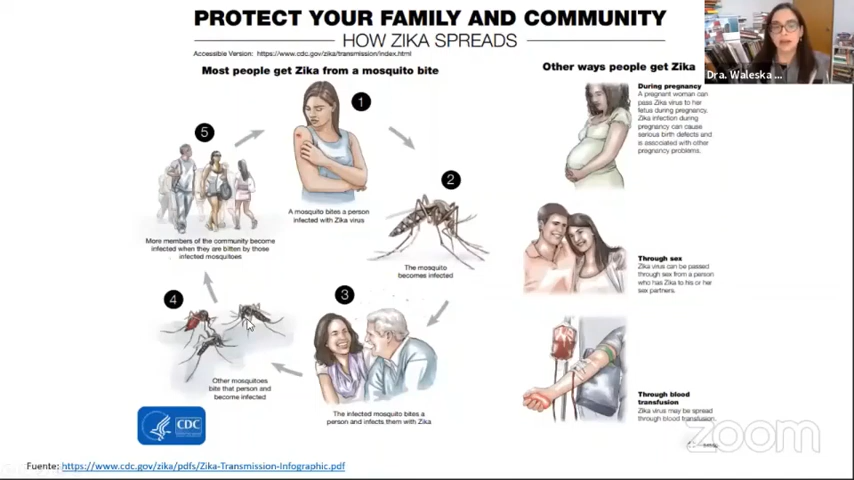 PROTECT YOUR FAMILY AND COMMUNITY
HOW ZIKA SPREADS
Accessible Version: https://www.cdc.gov/zika/transmission/index.html
Most people get Zika from a mosquito bite
1
A mosquito bites a person
infected with Zika virus
2
The mosquito
becomes infected
3
The infected mosquito bites a
person and infects them with Zika
4
Other mosquitoes
bite that person and
become infected
5
More members of the community become
infected when they are bitten by those
infected mosquitoes
Other ways people get Zika
During pregnancy
A pregnant woman can
pass Zika virus to her
fetus during pregnancy.
Zika infection during
pregnancy can cause
serious birth defects and
is associated with other
pregnancy problems.
Through sex
Zika virus can be passed
through sex from a person
who has Zika to his or her
sex partners.
Through blood
transfusion
Zika virus may be spread
through blood transfusion.
CDC
Dra. Waleska ...
zoom
Fuente: https://www.cdc.gov/zika/pdfs/Zika-Transmission-Infographic.pdf